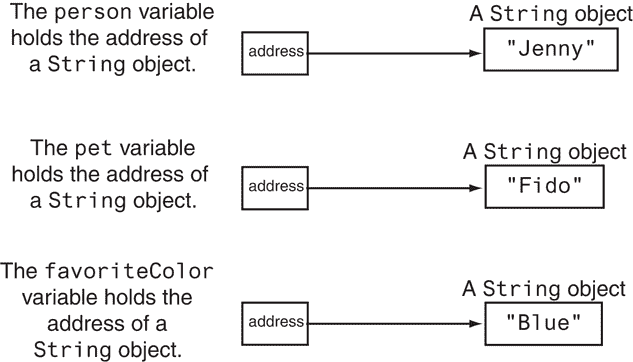 The person variable
holds the address of
a String object.
address
A String object
"Jenny"
The pet variable
holds the address of
a String object.
address
A String object
"Fido"
The favoriteColor
variable holds the
address of a
String object.
address
A String object
"Blue"